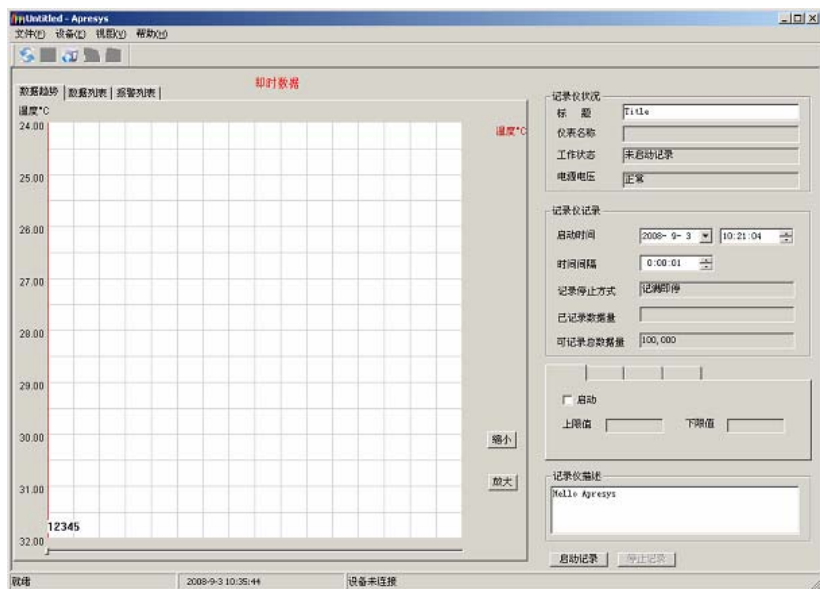 Untitled - Apresys
文件(F) 设备(E) 视图(V) 帮助(H)
即时数据
数据趋势 数据列表 报警列表
温度°C
温度°C
24.00
25.00
26.00
27.00
28.00
29.00
30.00
31.00
32.00
12345
缩小
放大
记录仪状况
标 题 Title
仪表名称
工作状态 未启动记录
电源电压 正常
记录仪记录
启动时间 2008- 9- 3 10:21:04
时间间隔 0:00:01
记录停止方式 记满即停
已记录数据量
可记录总数据量 100,000
启动
上限值 下限值
记录仪描述
Hello Apresys
启动记录 停止记录
就绪 2008-9-3 10:35:44 设备未连接